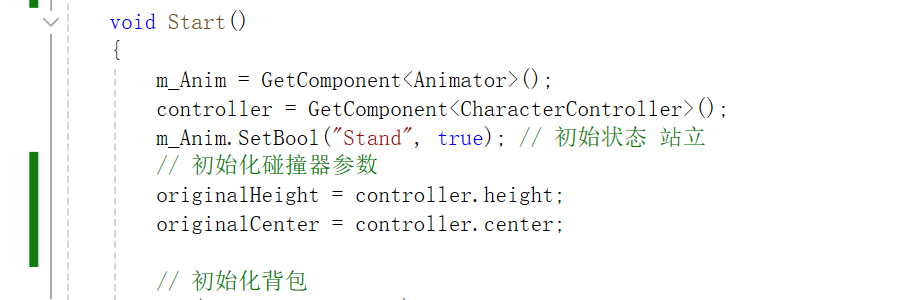 void Start()
{
m_Anim = GetComponent<Animator>();
controller = GetComponent<CharacterController>();
m_Anim.SetBool("Stand", true); // 初始状态 站立
// 初始化碰撞器参数
originalHeight = controller.height;
originalCenter = controller.center;
// 初始化背包